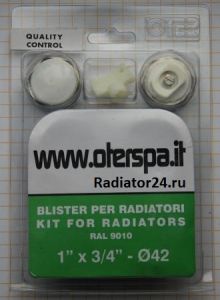 QUALITY
CONTROL
OTER
www.oterspa.it
Radiator24.ru
BLISTER PER RADIATORI
KIT FOR RADIATORS
RAL 9010
1" x 3/4" - Ø42